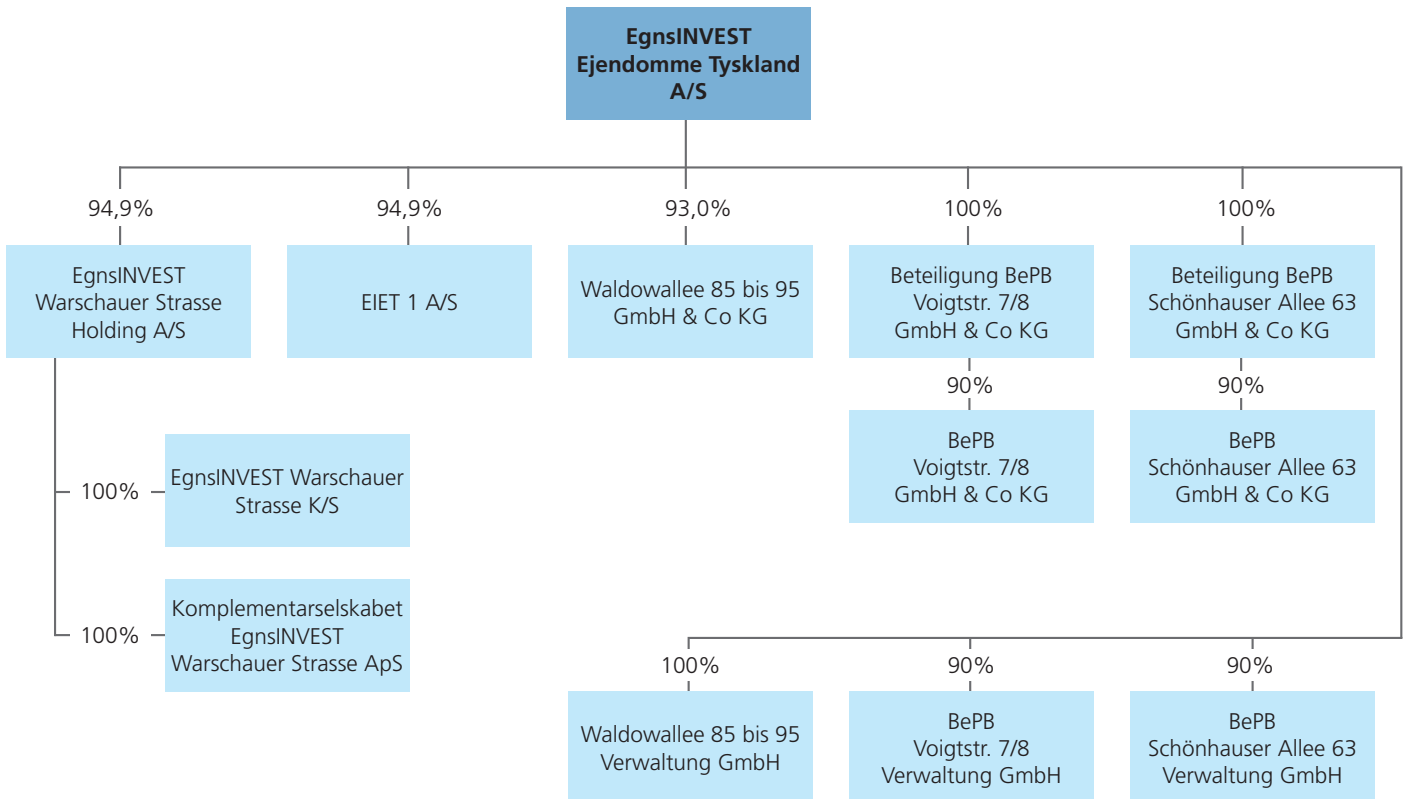 EgnsINVEST
Ejendomme Tyskland
A/S
94,9%
94,9%
93,0%
100%
100%
EgnsINVEST
Warschauer Strasse
Holding A/S
EIET 1 A/S
Waldowallee 85 bis 95
GmbH & Co KG
Beteiligung BePB
Voigtstr. 7/8
GmbH & Co KG
Beteiligung BePB
Schönhauser Allee 63
GmbH & Co KG
90%
90%
100%
EgnsINVEST Warschauer
Strasse K/S
BePB
Voigtstr. 7/8
GmbH & Co KG
BePB
Schönhauser Allee 63
GmbH & Co KG
100%
Komplementarselskabet
EgnsINVEST
Warschauer Strasse ApS
100%
90%
90%
Waldowallee 85 bis 95
Verwaltung GmbH
BePB
Voigtstr. 7/8
Verwaltung GmbH
BePB
Schönhauser Allee 63
Verwaltung GmbH